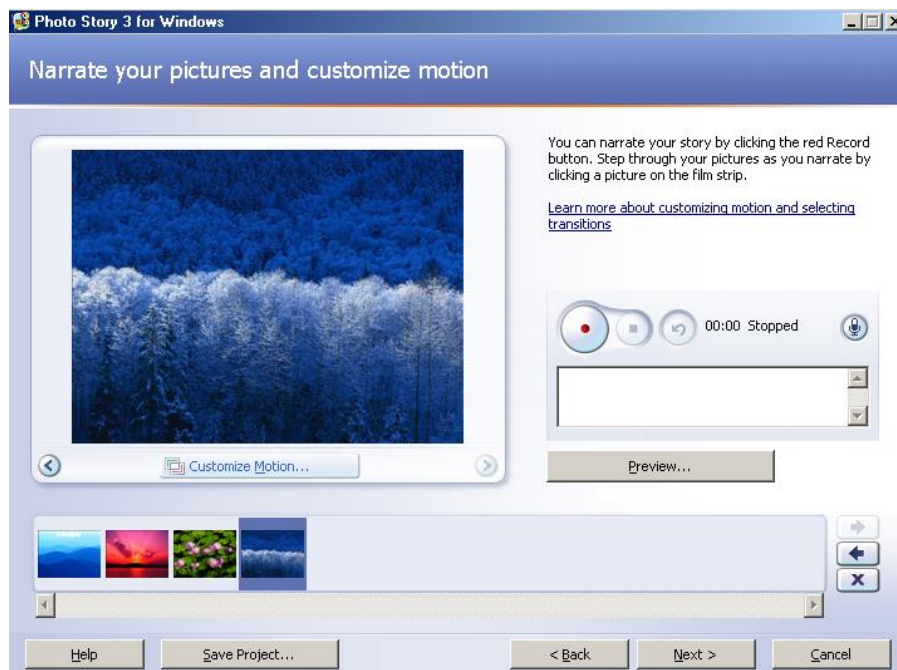 Photo Story 3 for Windows
Narrate your pictures and customize motion
You can narrate your story by clicking the red Record
button. Step through your pictures as you narrate by
clicking a picture on the film strip.
Learn more about customizing motion and selecting
transitions
00:00 Stopped
Customize Motion...
Preview...
Help
Save Project...
< Back
Next >
Cancel